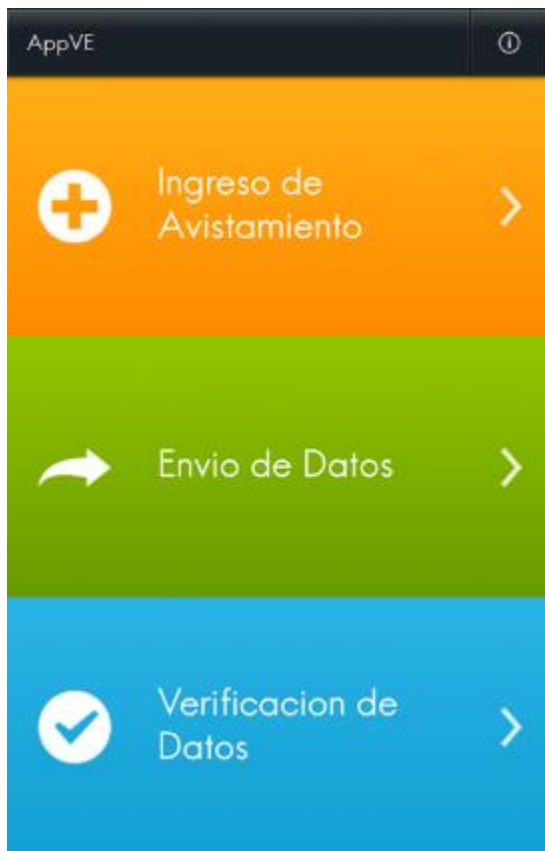 AppVE
Ingreso de
Avistamiento
Envio de Datos
Verificacion de
Datos